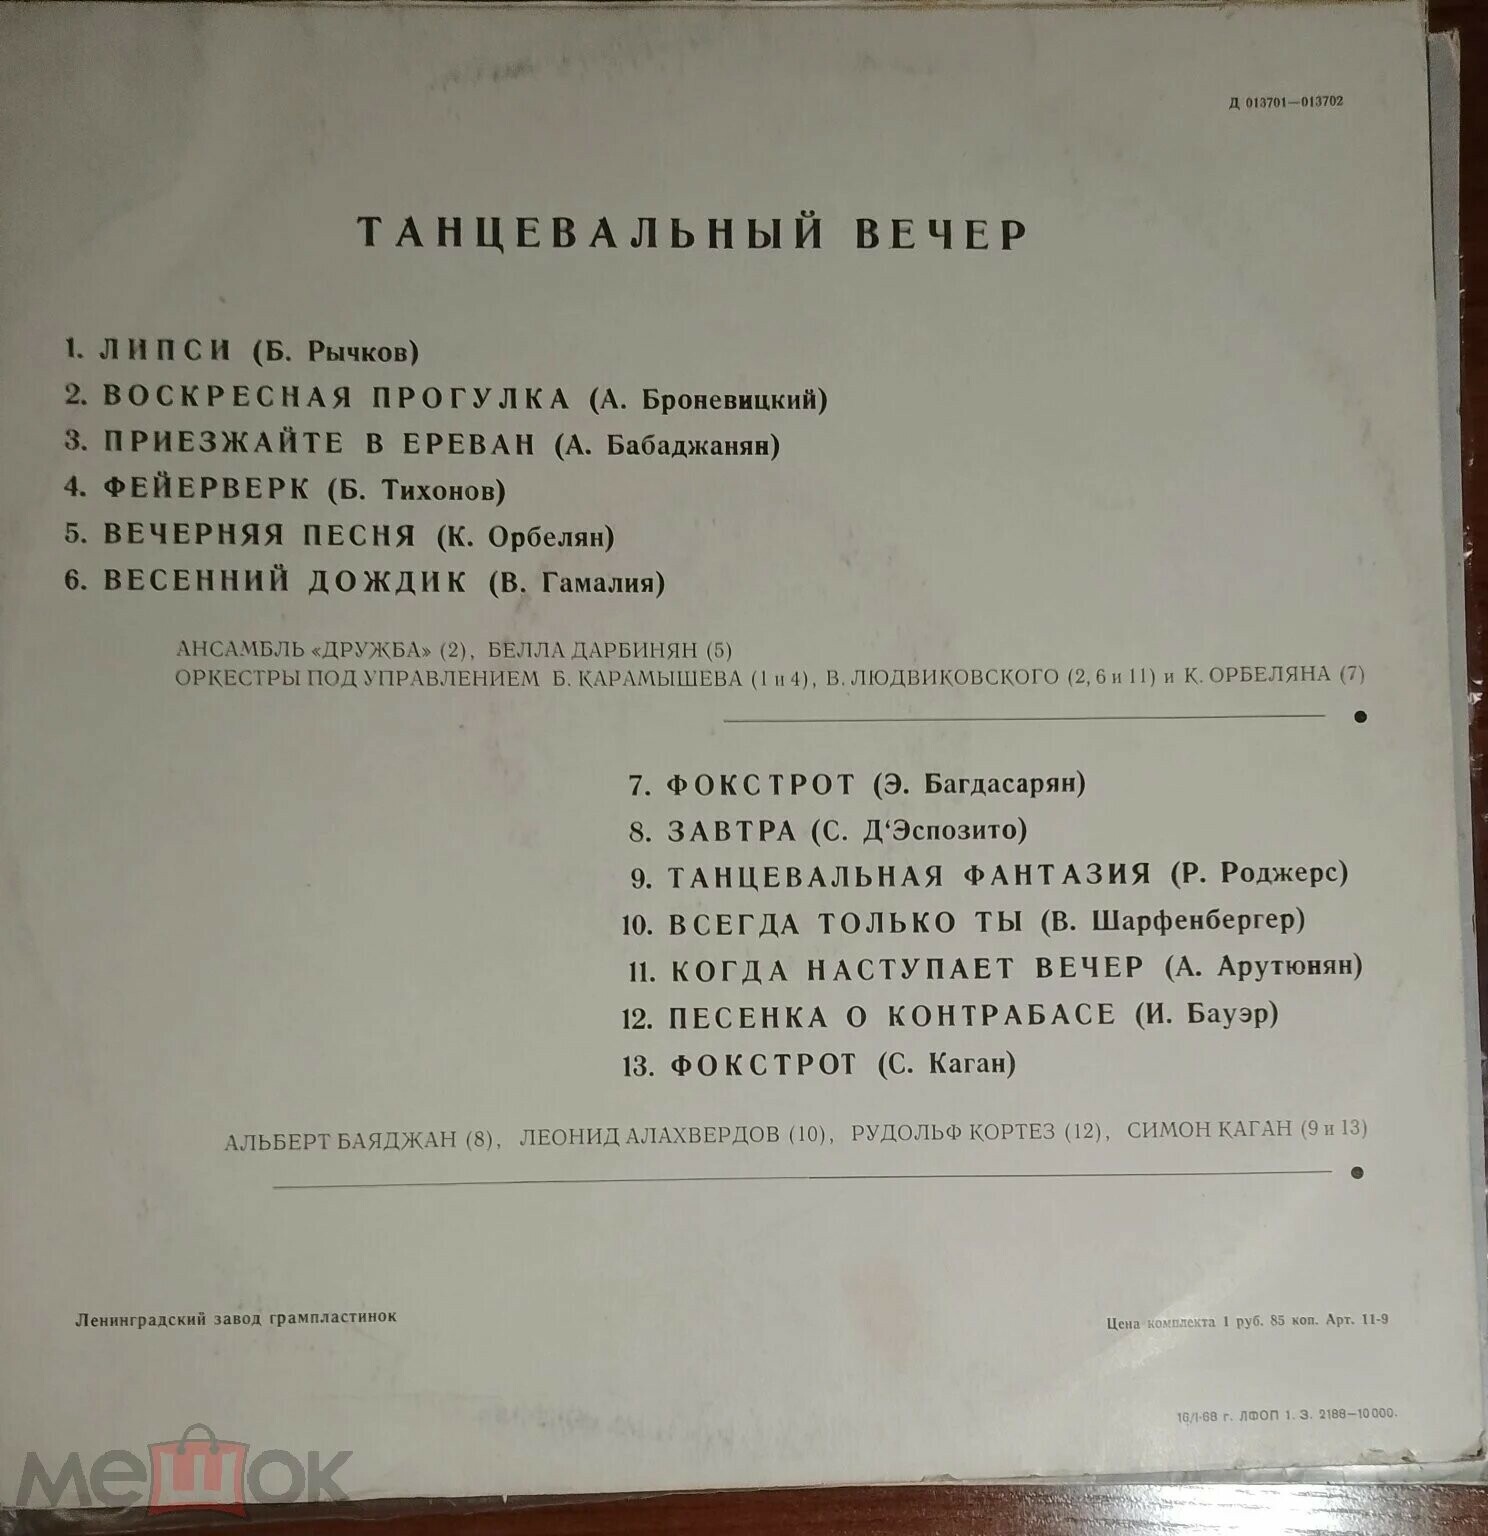 Д 013701—013702
ТАНЦЕВАЛЬНЫЙ ВЕЧЕР
1. ЛИПСИ (Б. Рычков)
2. ВОСКРЕСНАЯ ПРОГУЛКА (А. Броневицкий)
3. ПРИЕЗЖАЙТЕ В ЕРЕВАН (А. Бабаджанян)
4. ФЕЙЕРВЕРК (Б. Тихонов)
5. ВЕЧЕРНЯЯ ПЕСНЯ (К. Орбелян)
6. ВЕСЕННИЙ ДОЖДИК (В. Гамалия)
АНСАМБЛЬ «ДРУЖБА» (2), БЕЛЛА ДАРБИНЯН (5)
ОРКЕСТРЫ ПОД УПРАВЛЕНИЕМ Б. КАРАМЫШЕВА (1 и 4), В. ЛЮДВИКОВСКОГО (2, 6 и 11) и К. ОРБЕЛЯНА (7)
7. ФОКСТРОТ (Э. Багдасарян)
8. ЗАВТРА (С. Д‘Эспозито)
9. ТАНЦЕВАЛЬНАЯ ФАНТАЗИЯ (Р. Роджерс)
10. ВСЕГДА ТОЛЬКО ТЫ (В. Шарфенбергер)
11. КОГДА НАСТУПАЕТ ВЕЧЕР (А. Арутюнян)
12. ПЕСЕНКА О КОНТРАБАСЕ (И. Бауэр)
13. ФОКСТРОТ (С. Каган)
АЛЬБЕРТ БАЯДЖАН (8), ЛЕОНИД АЛАХВЕРДОВ (10), РУДОЛЬФ КОРТЕЗ (12), СИМОН КАГАН (9 и 13)
Ленинградский завод грампластинок
Цена комплекта 1 руб. 85 коп. Арт. 11-9
16/I-68 г. ЛФОП 1. З. 2188—10000.
мешок